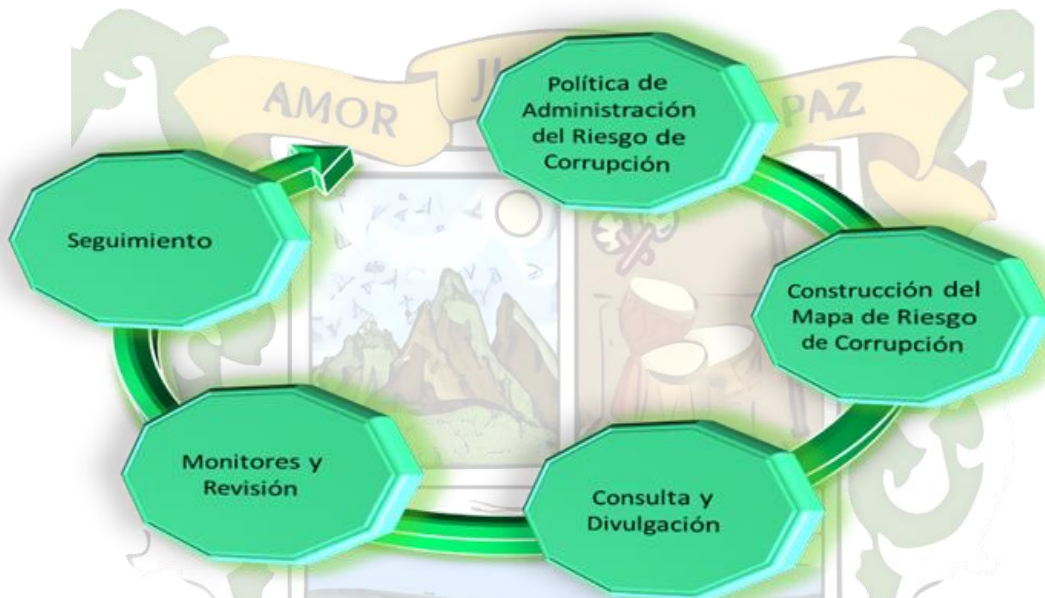 AMOR
PAZ
Política de
Administración
del Riesgo de
Corrupción
Construcción del
Mapa de Riesgo
de Corrupción
Consulta y
Divulgación
Monitores y
Revisión
Seguimiento